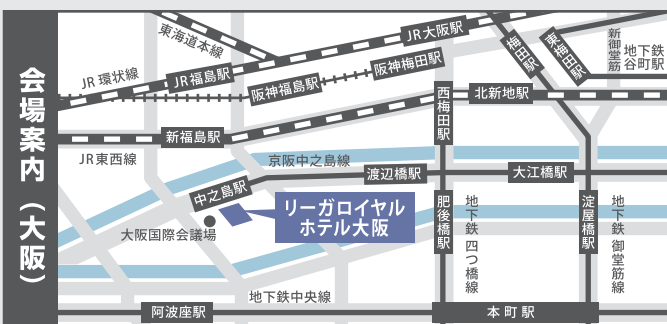 会場案内（大阪）
東海道本線
JR大阪駅
JR環状線
JR福島駅
阪神福島駅
阪神梅田駅
梅田駅
東梅田駅
新御堂筋
地下鉄
谷町駅
西梅田駅
北新地駅
新福島駅
JR東西線
京阪中之島線
渡辺橋駅
大江橋駅
中之島駅
リーガロイヤル
ホテル大阪
大阪国際会議場
肥後橋駅
地下鉄 四つ橋線
淀屋橋駅
地下鉄 御堂筋線
地下鉄中央線
阿波座駅
本町駅